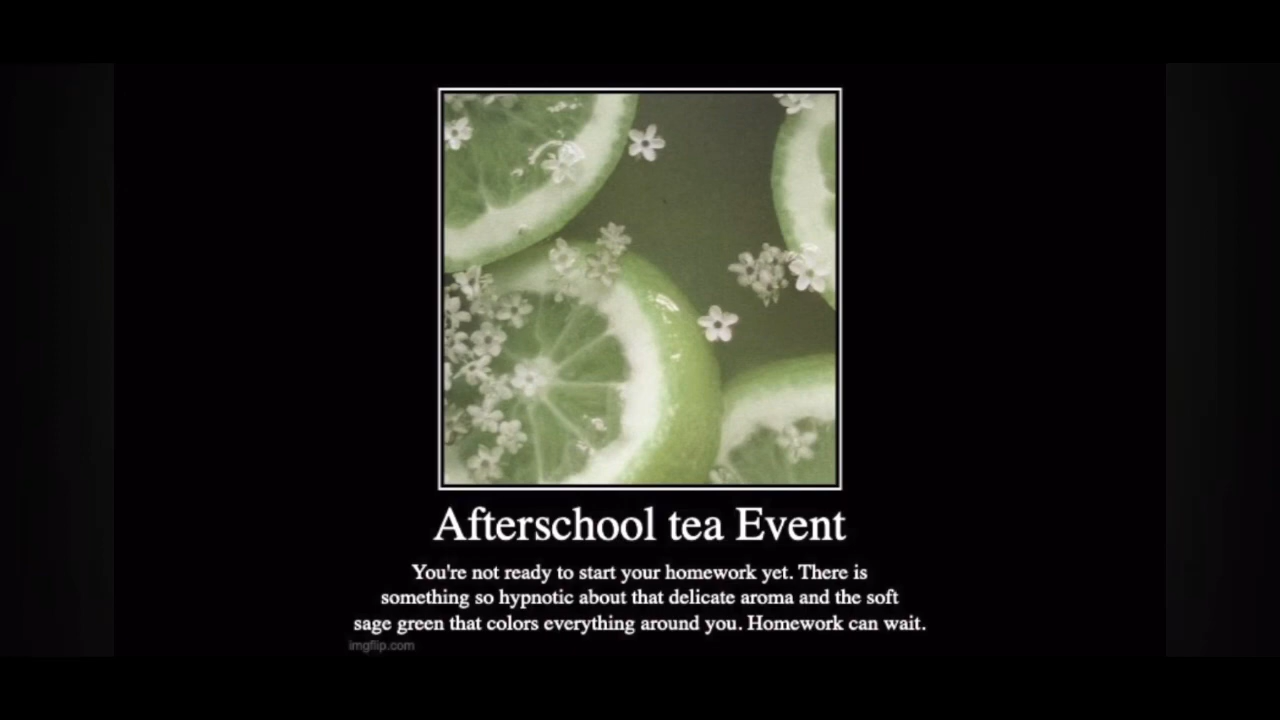 Afterschool tea Event
You're not ready to start your homework yet. There is
something so hypnotic about that delicate aroma and the soft
sage green that colors everything around you. Homework can wait.
imgflip.com